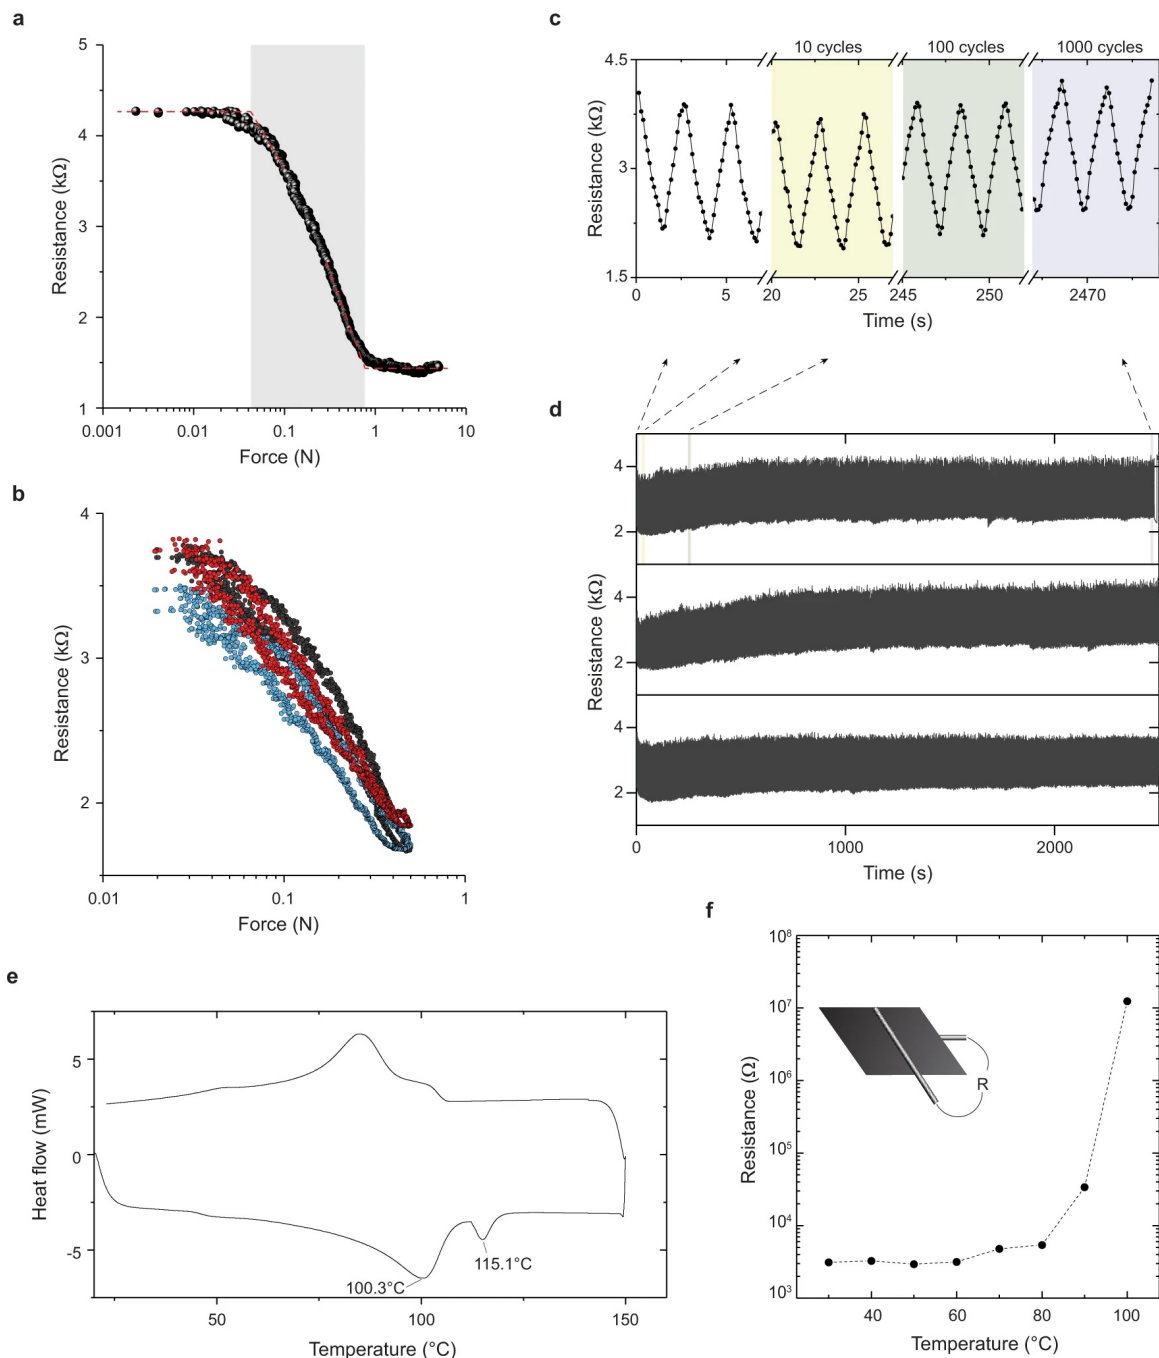 a
5
4
3
2
1
Resistance (kΩ)
0.001
0.01
0.1
1
10
Force (N)
b
4
3
2
Resistance (kΩ)
0.01
0.1
1
Force (N)
c
10 cycles
100 cycles
1000 cycles
4.5
3
1.5
Resistance (kΩ)
0
5
20
25
245
250
2470
Time (s)
d
4
2
4
2
4
2
Resistance (kΩ)
Resistance (kΩ)
0
1000
2000
Time (s)
e
5
0
-5
Heat flow (mW)
100.3°C
115.1°C
50
100
150
Temperature (°C)
f
10⁸
10⁷
10⁶
10⁵
10⁴
10³
Resistance (Ω)
R
40
60
80
100
Temperature (°C)